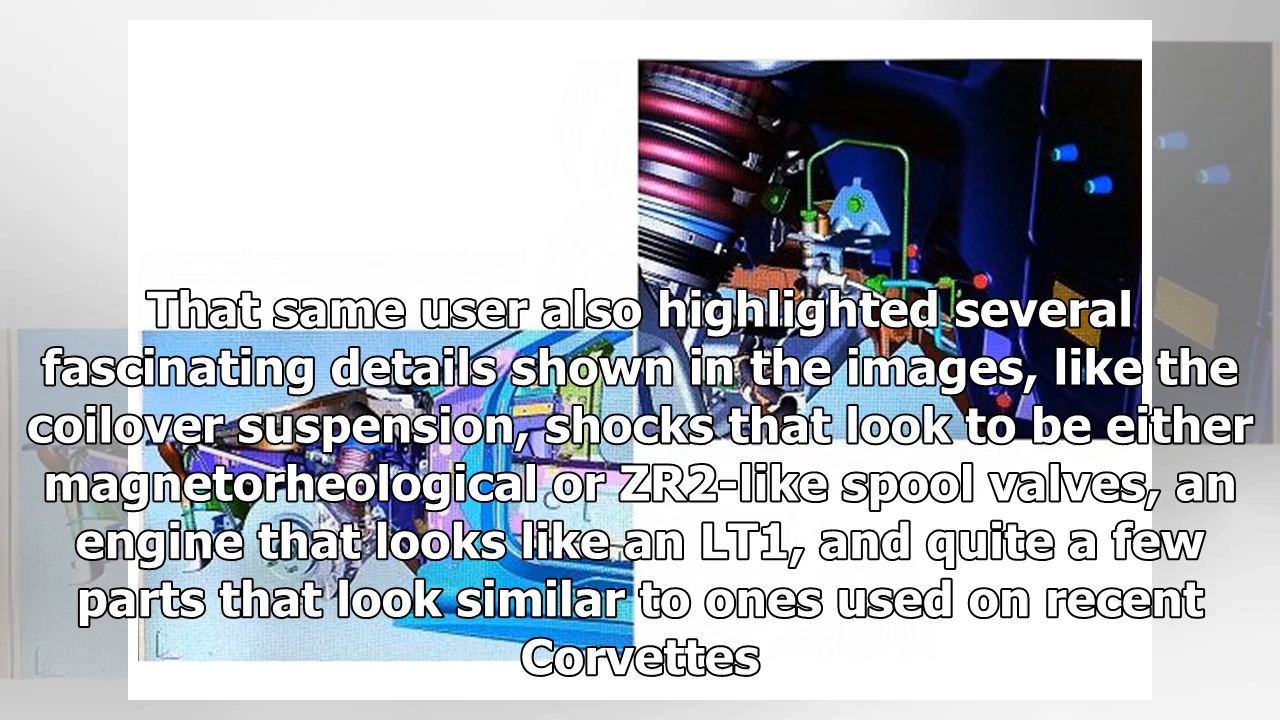 That same user also highlighted several
fascinating details shown in the images, like the
coilover suspension, shocks that look to be either
magnetorheological or ZR2-like spool valves, an
engine that looks like an LT1, and quite a few
parts that look similar to ones used on recent
Corvettes